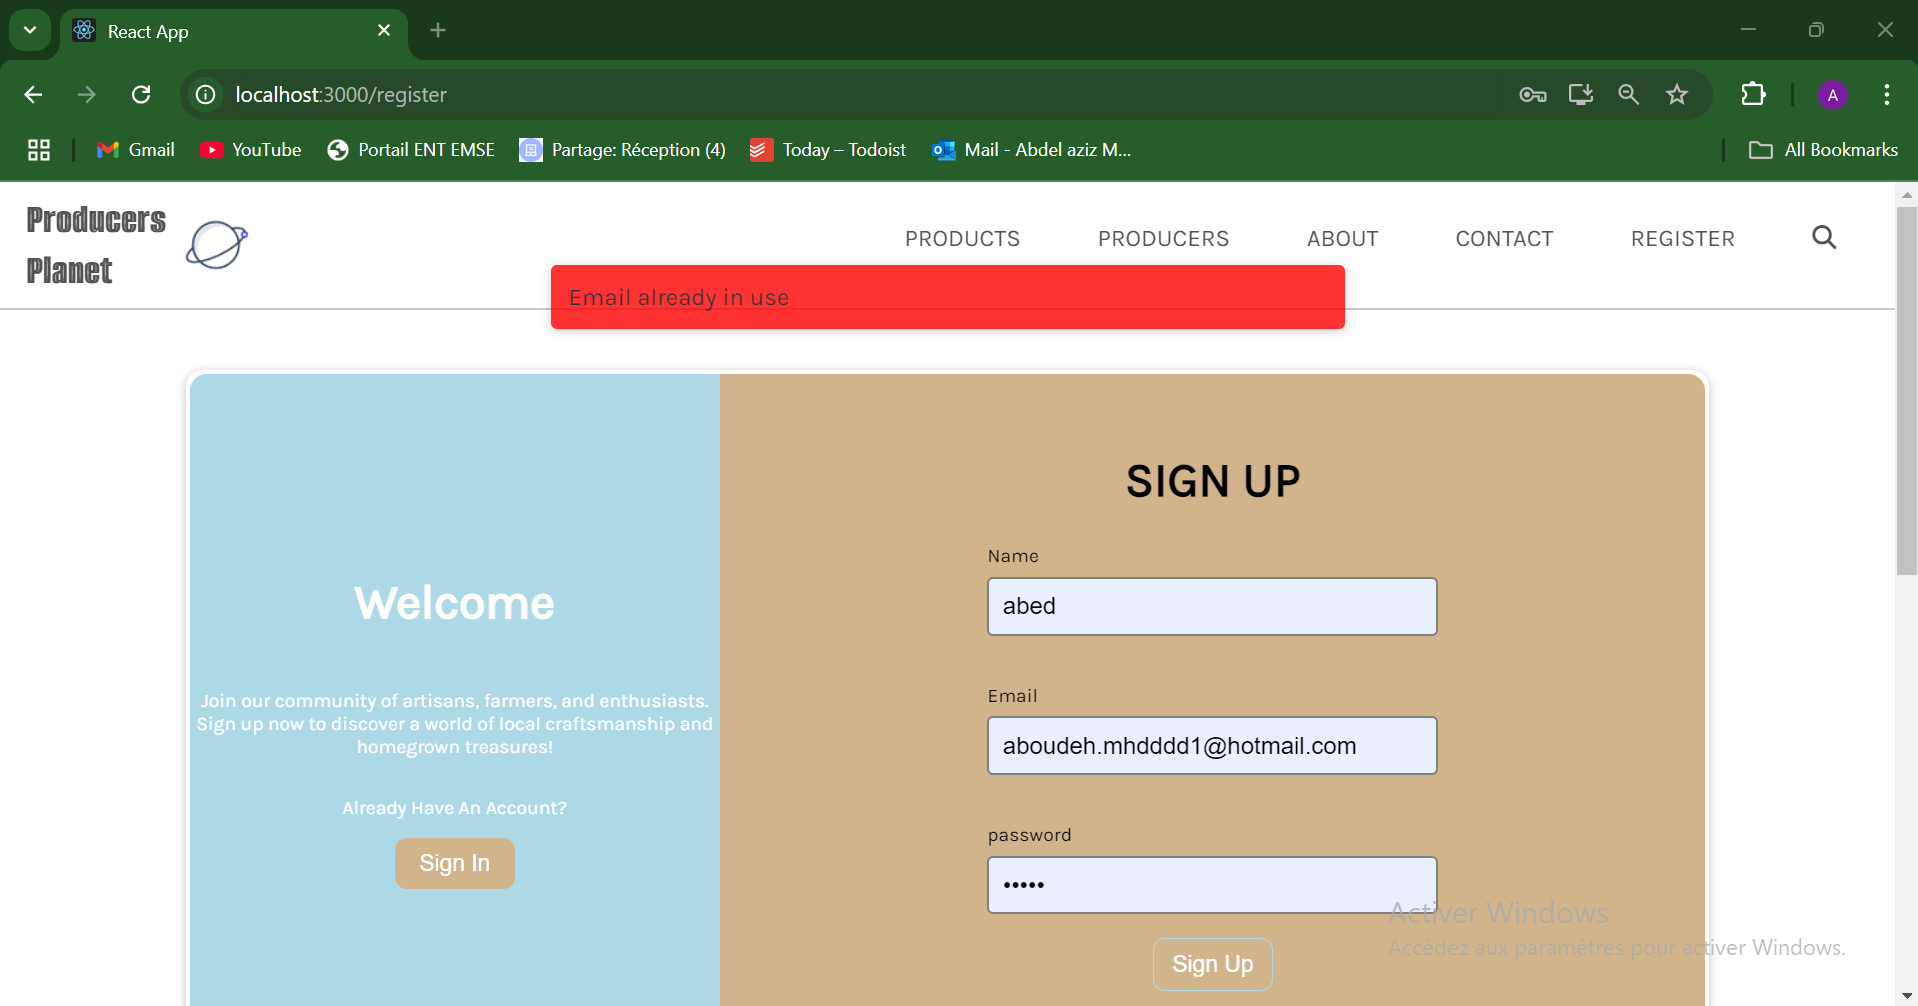 React App
localhost:3000/register
A
Gmail
YouTube
Portail ENT EMSE
Partage: Réception (4)
Today – Todoist
Mail - Abdel aziz M...
All Bookmarks
Producers
Planet
PRODUCTS
PRODUCERS
ABOUT
CONTACT
REGISTER
Email already in use
Welcome
Join our community of artisans, farmers, and enthusiasts.
Sign up now to discover a world of local craftsmanship and
homegrown treasures!
Already Have An Account?
Sign In
SIGN UP
Name
abed
Email
aboudeh.mhdddd1@hotmail.com
password
•••••
Sign Up
Activer Windows
Accédez aux paramètres pour activer Windows.